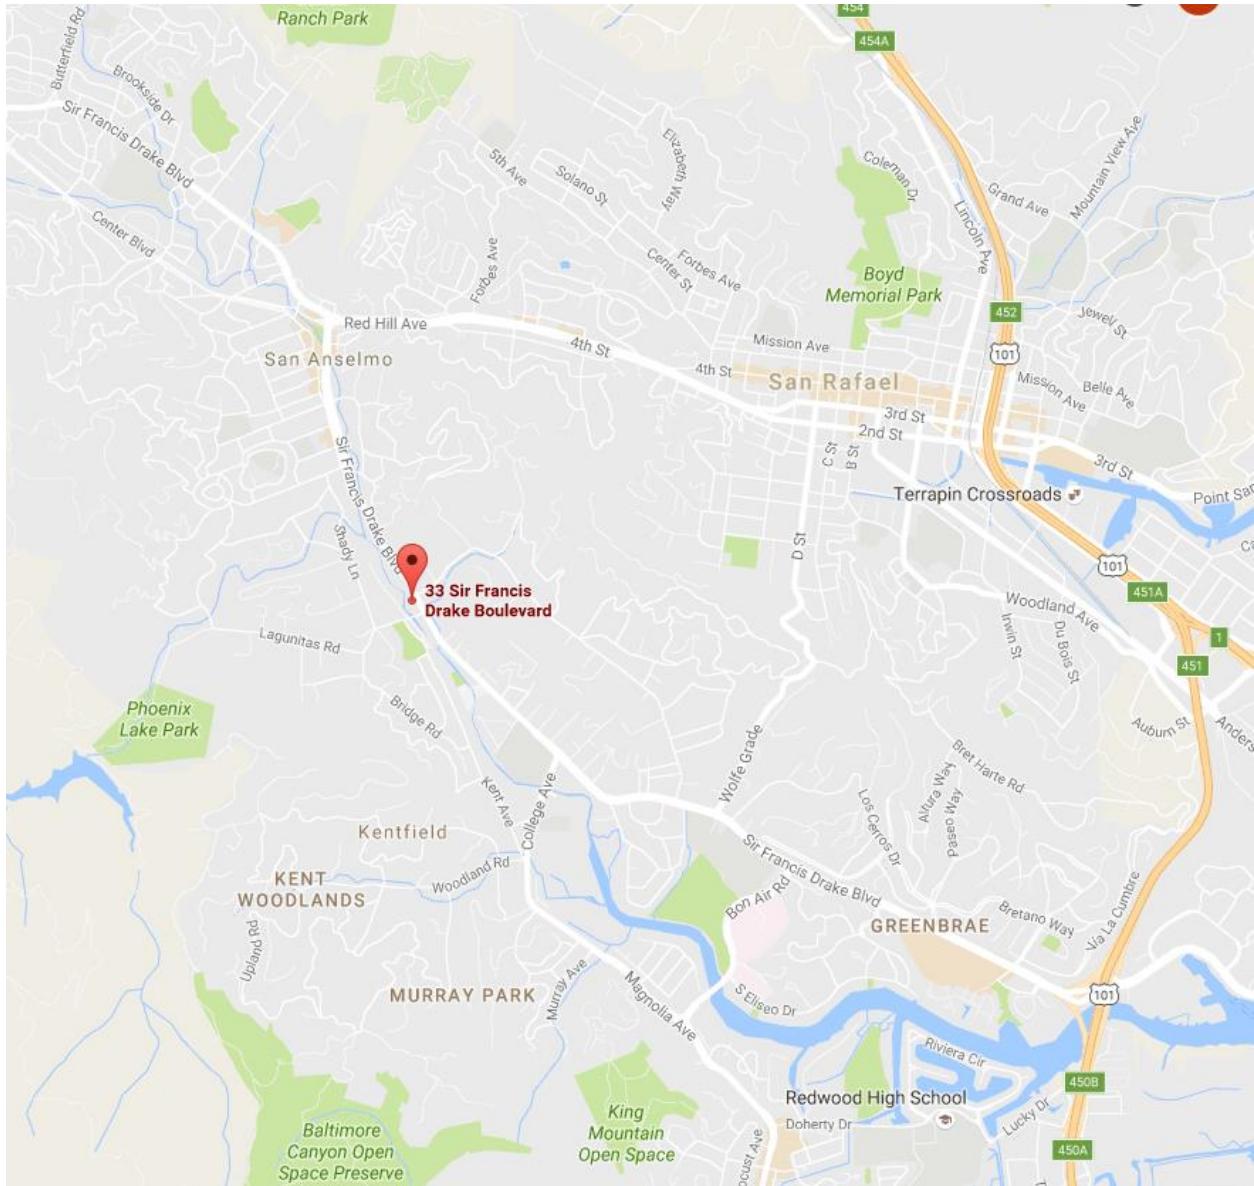 Ranch Park
454
454A
Butterfield Rd
Brookside Dr
Sir Francis Drake Blvd
Center Blvd
5th Ave
Solano St
Elizabeth Way
Coleman Dr
Lincoln Ave
Grand Ave
Mountain View Ave
Forbes Ave
Center St
Forbes Ave
Boyd
Memorial Park
452
Jewell St
Red Hill Ave
4th St
Mission Ave
101
San Anselmo
4th St
San Rafael
Mission Ave
Belle Ave
3rd St
2nd St
C St
B St
3rd St
Point San
Sir Francis Drake Blvd
Terrapin Crossroads
Shady Ln
D St
101
451A
33 Sir Francis
Drake Boulevard
Woodland Ave
Irwin St
Du Bois St
1
451
Lagunitas Rd
Phoenix
Lake Park
Bridge Rd
Auburn St
Anders
Wolfe Grade
Bret Harte Rd
Kent Ave
College Ave
Los Cerros Dr
Altura Way
Paseo Way
Kentfield
KENT
WOODLANDS
Woodland Rd
Sir Francis Drake Blvd
Bon Air Rd
Bretano Way
Via La Cumbre
GREENBRAE
Upland Rd
MURRAY PARK
Murray Ave
Magnolia Ave
S Eliseo Dr
101
Riviera Cir
450B
Redwood High School
Lucky Dr
Doherty Dr
King
Mountain
Open Space
Baltimore
Canyon Open
Space Preserve
ocust Ave
450A